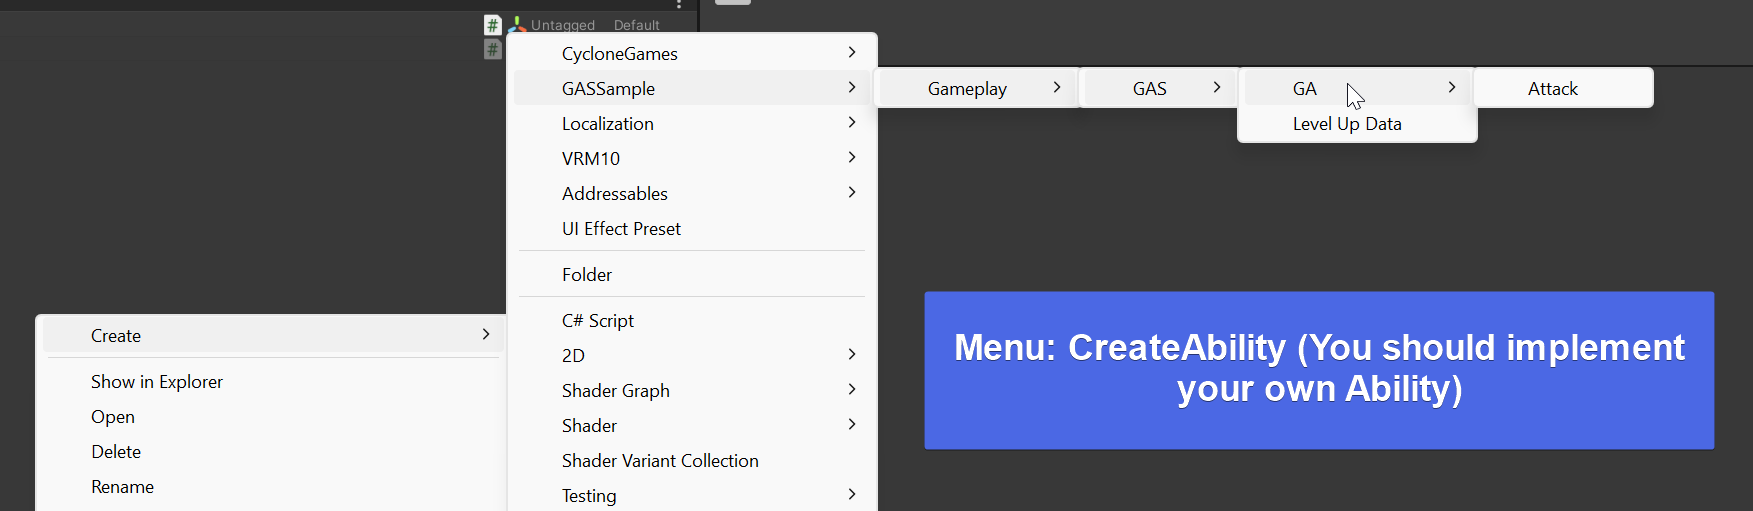 Untagged Default
CycloneGames
GASSample
Gameplay
GAS
GA
Attack
Localization
Level Up Data
VRM10
Addressables
UI Effect Preset
Folder
C# Script
2D
Shader Graph
Shader
Shader Variant Collection
Testing
Create
Show in Explorer
Open
Delete
Rename
Menu: CreateAbility (You should implement
your own Ability)